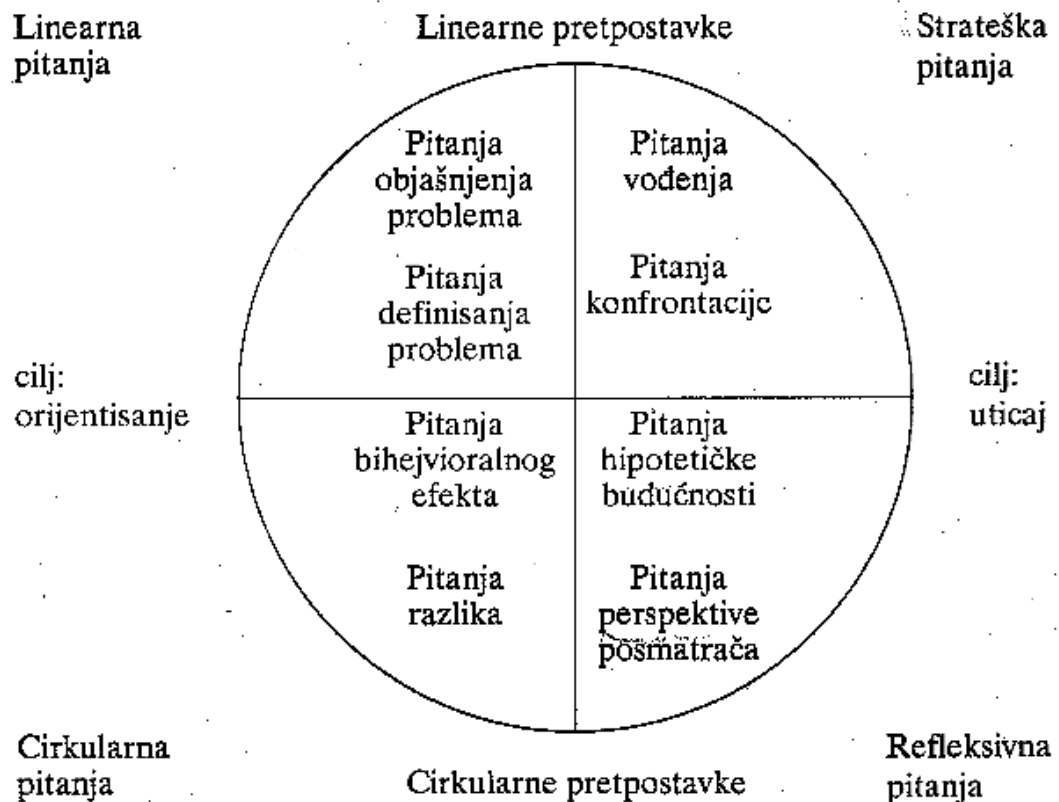 Linearna
pitanja
Linearne pretpostavke
Strateška
pitanja
Pitanja
objašnjenja
problema
Pitanja
vođenja
Pitanja
definisanja
problema
Pitanja
konfrontacije
cilj:
orijentisanje
cilj:
uticaj
Pitanja
bihejvioralnog
efekta
Pitanja
hipotetičke
budućnosti
Pitanja
razlika
Pitanja
perspektive
posmatrača
Cirkularna
pitanja
Cirkularne pretpostavke
Refleksivna
pitanja